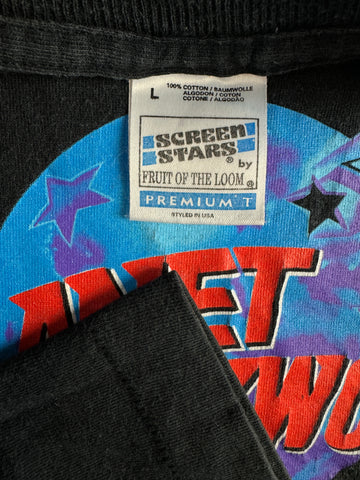 L
100% COTTON / BAUMWOLLE
ALGODON / COTON
COTONE / ALGODÃO
SCREEN
STARS®
by
FRUIT OF THE LOOM®
PREMIUM T
STYLED IN USA